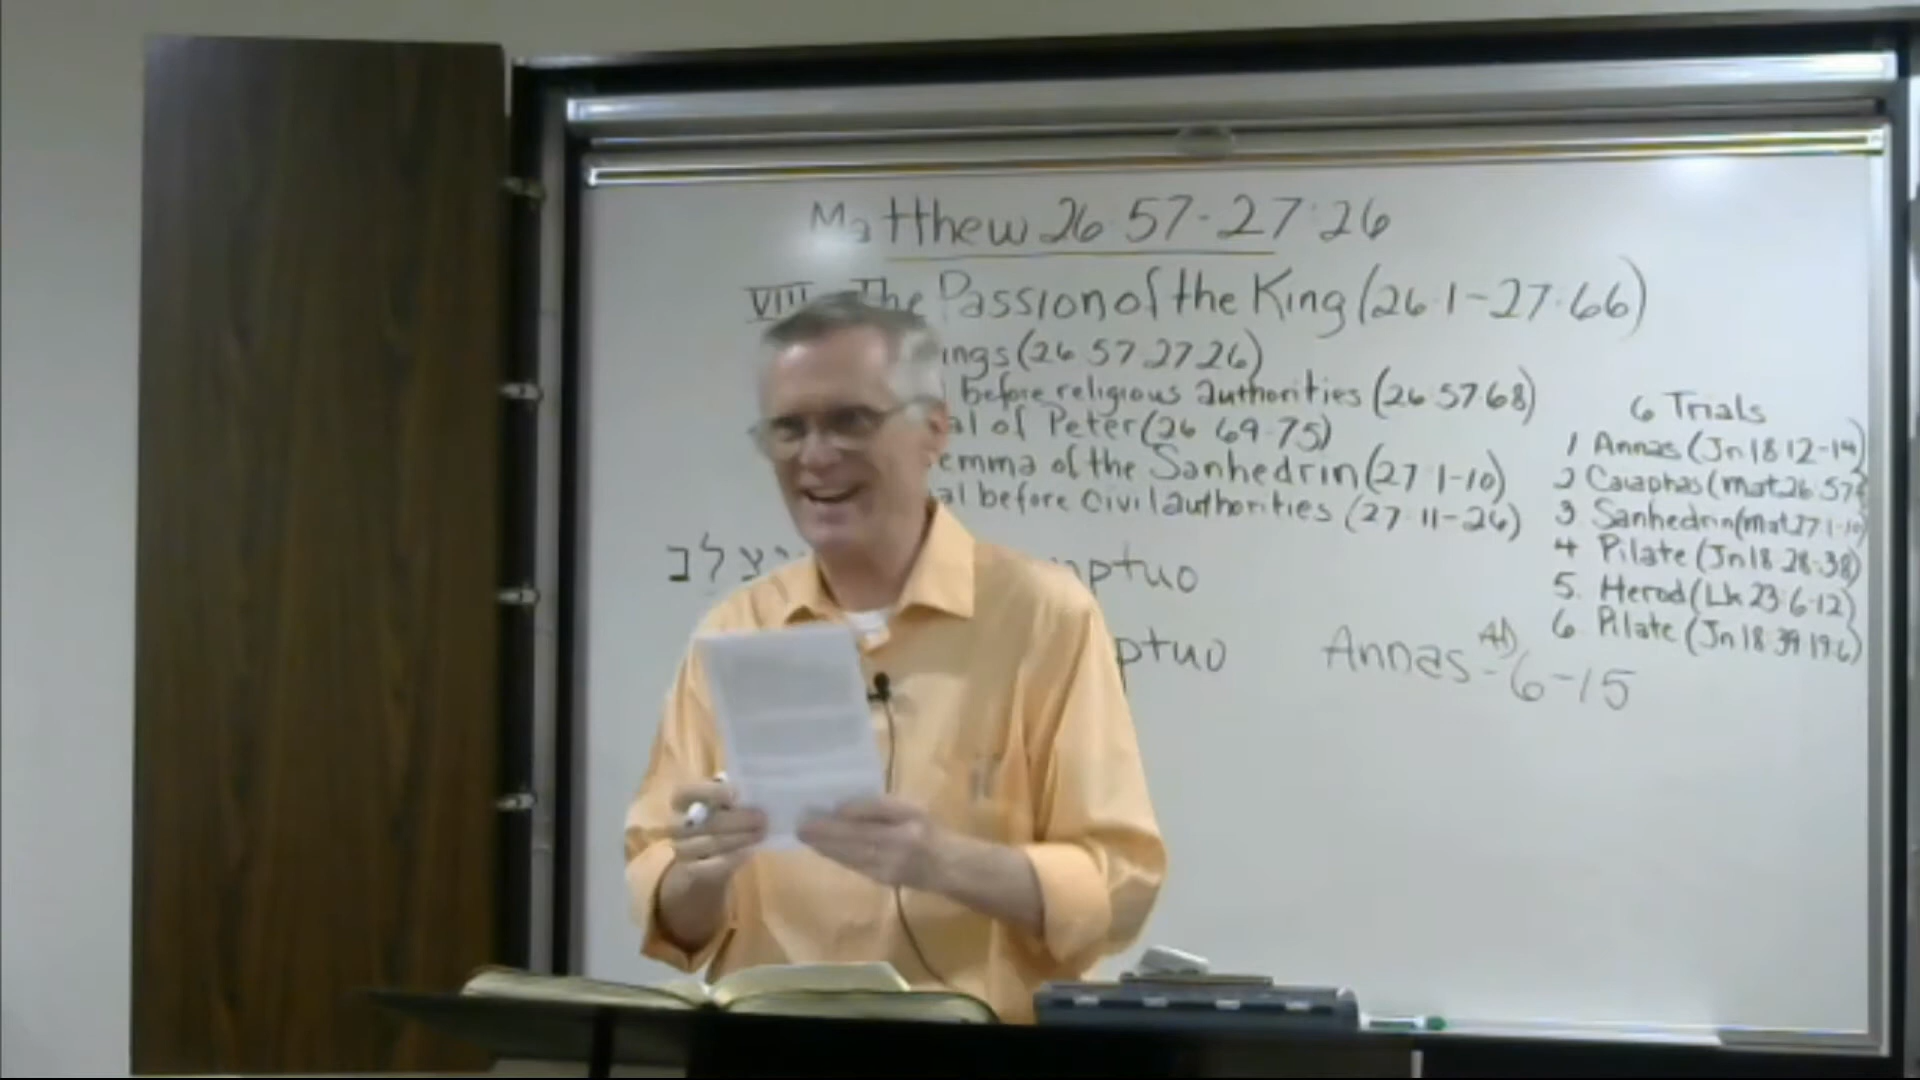 Matthew 26:57-27:26
VIII The Passion of the King (26:1-27:66)
ings (26:57-27:26)
before religious authorities (26:57-68)
al of Peter (26:69-75)
emma of the Sanhedrin (27:1-10)
al before civil authorities (27:11-26)
יצלב
ptuo
ptuo
Annas - AD 6-15
6 Trials
1 Annas (Jn 18:12-14)
2 Caiaphas (Mat 26:57
3 Sanhedrin (Mat 27:1-10)
4 Pilate (Jn 18:28-38)
5. Herod (Lk 23:6-12)
6 Pilate (Jn 18:39-19:6)